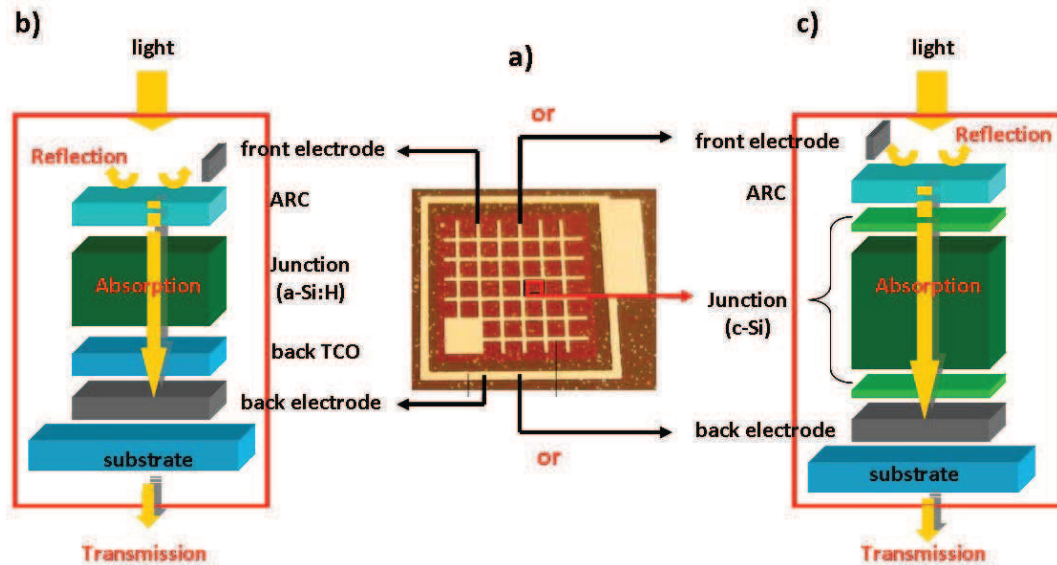 b)
light
Reflection
front electrode
ARC
Absorption
Junction
(a-Si:H)
back TCO
back electrode
substrate
Transmission
a)
or
or
c)
light
front electrode
Reflection
ARC
Absorption
Junction
(c-Si)
back electrode
substrate
Transmission